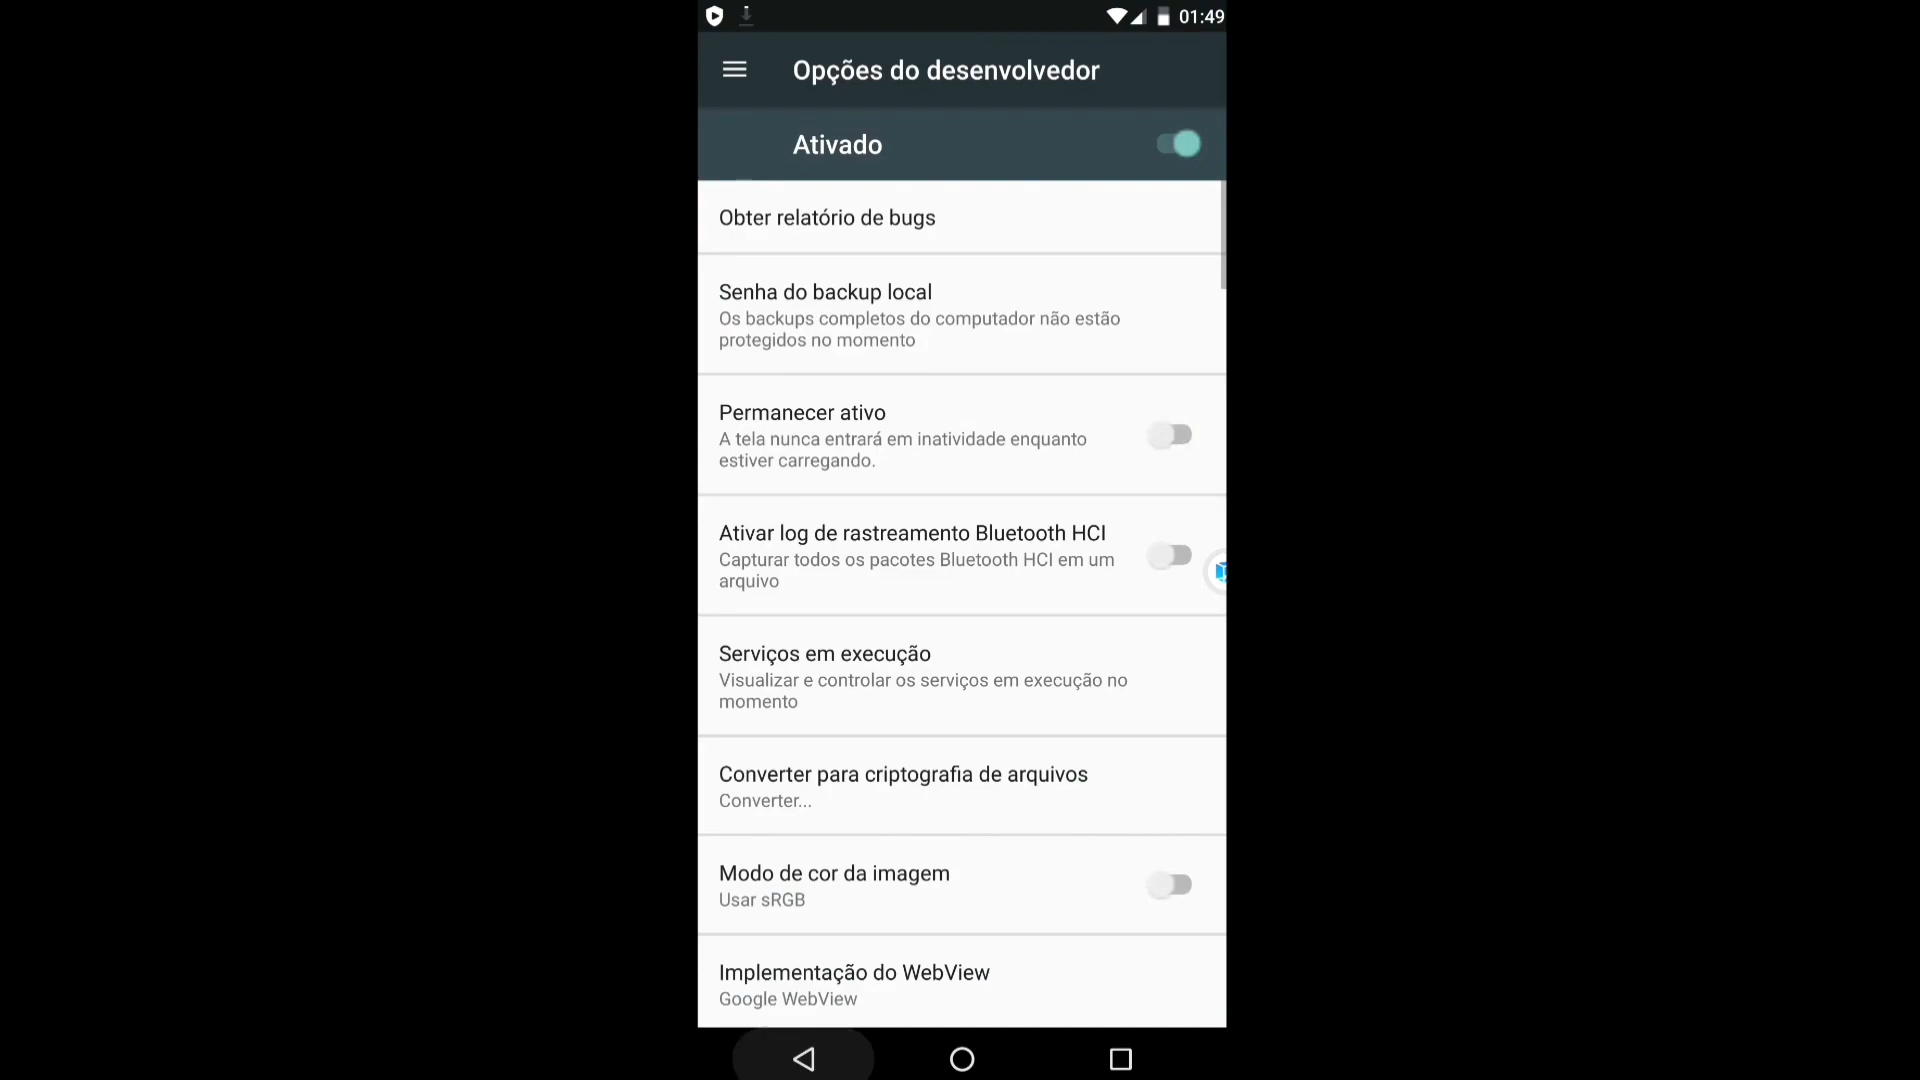 01:49
Opções do desenvolvedor
Ativado
Obter relatório de bugs
Senha do backup local
Os backups completos do computador não estão
protegidos no momento
Permanecer ativo
A tela nunca entrará em inatividade enquanto
estiver carregando.
Ativar log de rastreamento Bluetooth HCI
Capturar todos os pacotes Bluetooth HCI em um
arquivo
Serviços em execução
Visualizar e controlar os serviços em execução no
momento
Converter para criptografia de arquivos
Converter...
Modo de cor da imagem
Usar sRGB
Implementação do WebView
Google WebView